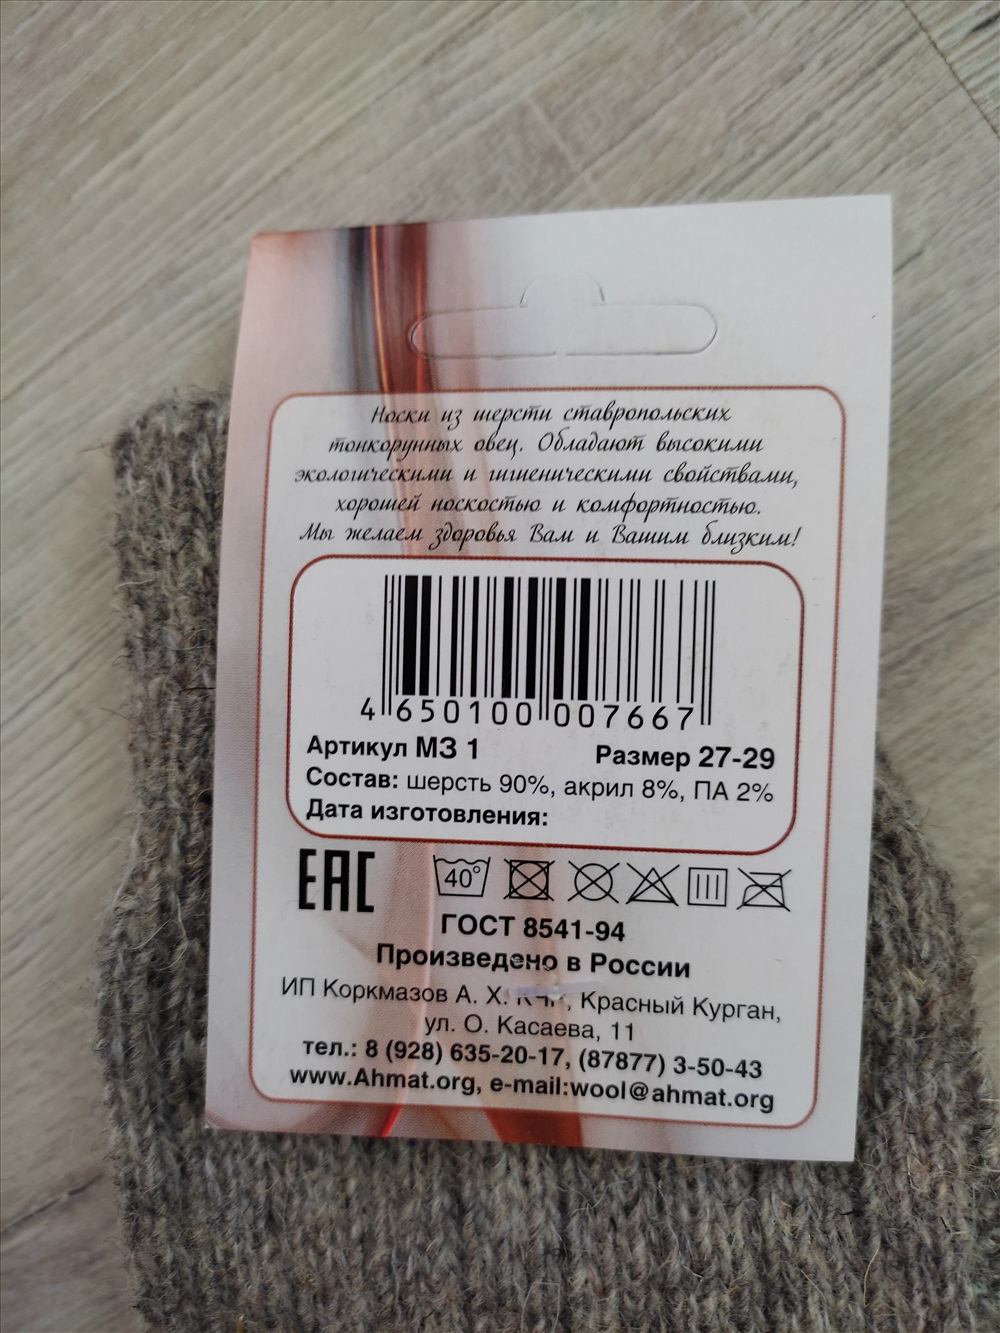 Носки из шерсти ставропольских
тонкорунных овец. Обладают высокими
экологическими и гигиеническими свойствами,
хорошей носкостью и комфортностью.
Мы желаем здоровья Вам и Вашим близким!
4 650100 007667
Артикул МЗ 1 Размер 27-29
Состав: шерсть 90%, акрил 8%, ПА 2%
Дата изготовления:
EAC 40°
ГОСТ 8541-94
Произведено в России
ИП Коркмазов А. Х. Красный Курган,
ул. О. Касаева, 11
тел.: 8 (928) 635-20-17, (87877) 3-50-43
www.Ahmat.org, e-mail:wool@ahmat.org